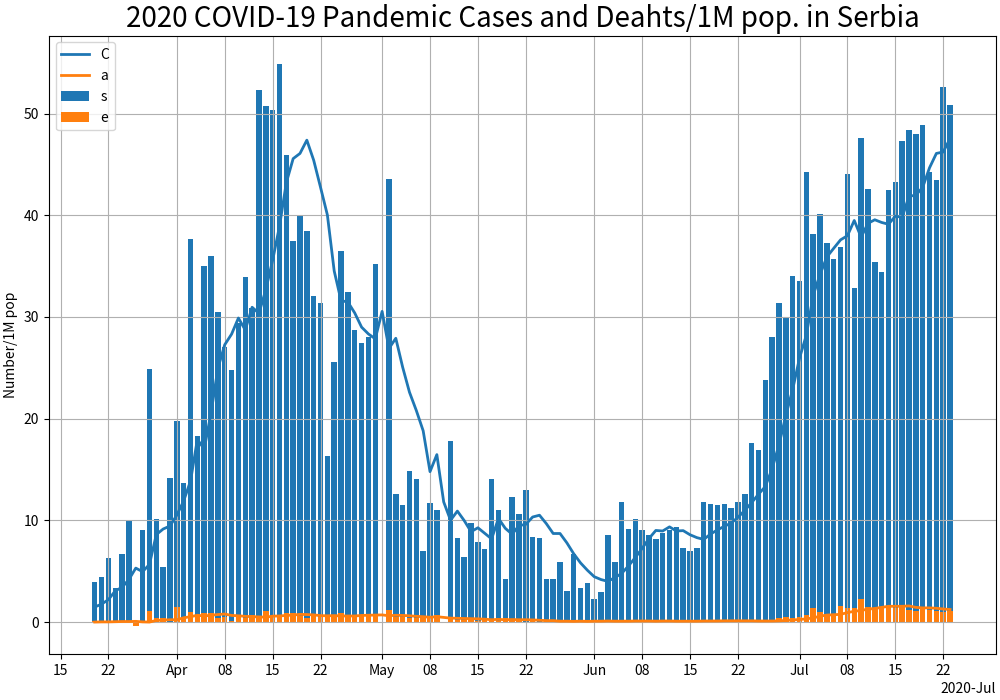 2020 COVID-19 Pandemic Cases and Deahts/1M pop. in Serbia
C
a
s
e
Number/1M pop
50
40
30
20
10
0
15 22 Apr 08 15 22 May 08 15 22 Jun 08 15 22 Jul 08 15 22
2020-Jul